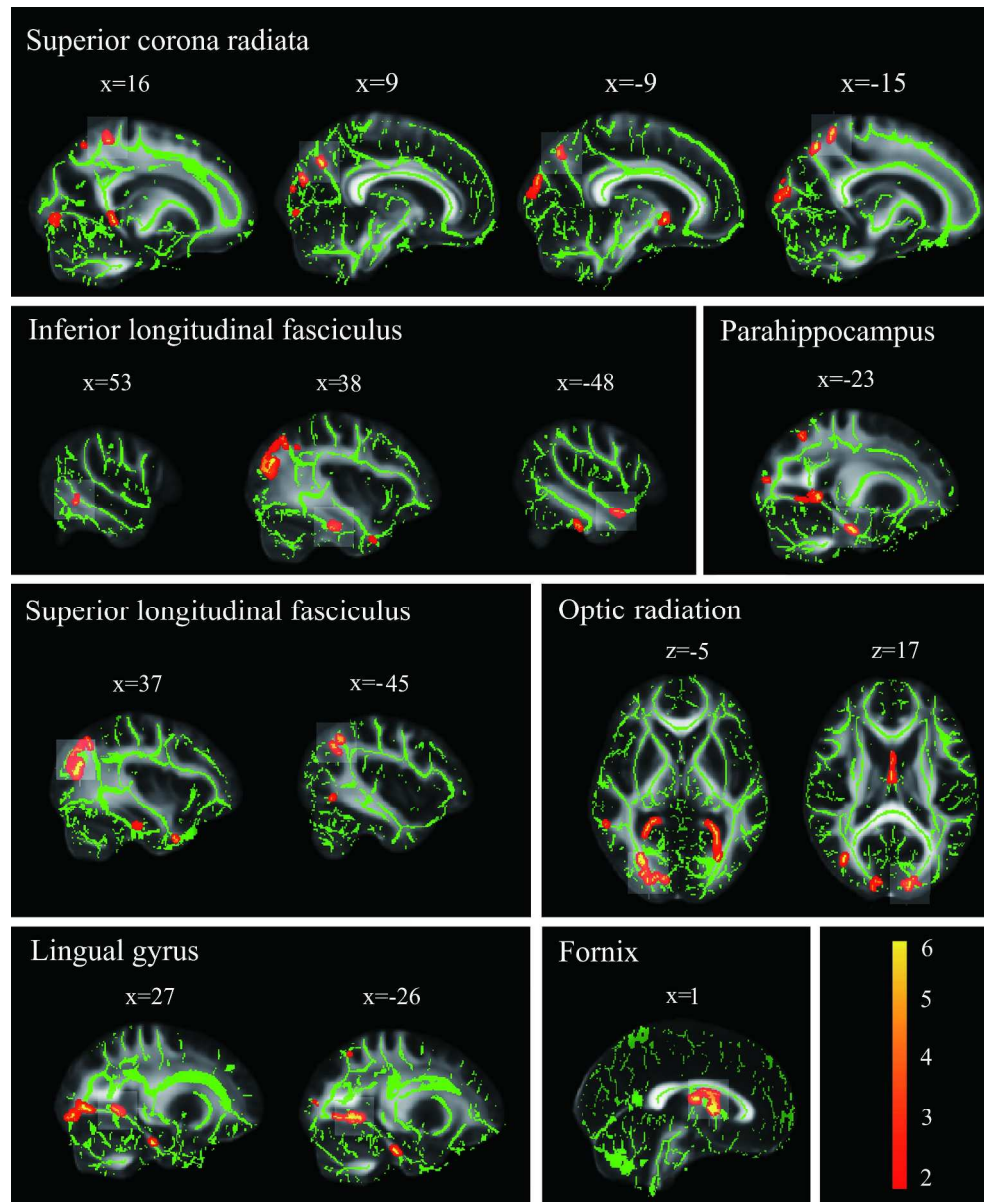 Superior corona radiata
x=16
x=9
x=-9
x=-15
Inferior longitudinal fasciculus
x=53
x=38
x=-48
Parahippocampus
x=-23
Superior longitudinal fasciculus
x=37
x=-45
Optic radiation
z=-5
z=17
Lingual gyrus
x=27
x=-26
Fornix
x=1
6
5
4
3
2